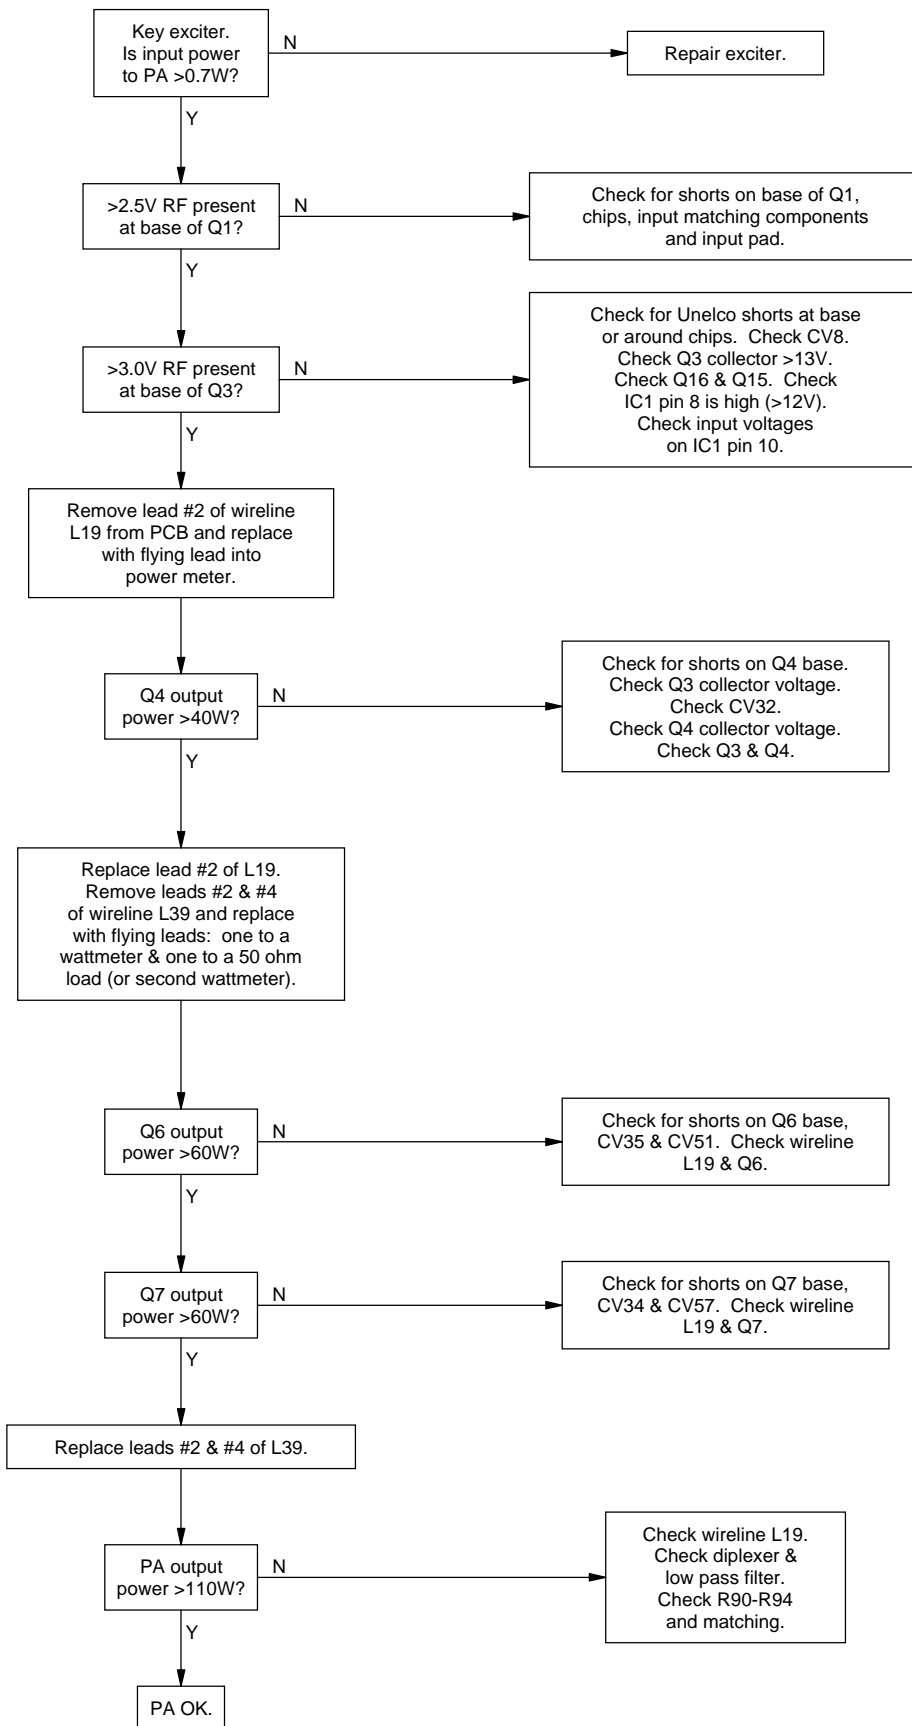 Key exciter.
Is input power
to PA >0.7W?
N
Repair exciter.
Y
>2.5V RF present
at base of Q1?
N
Check for shorts on base of Q1,
chips, input matching components
and input pad.
Y
>3.0V RF present
at base of Q3?
N
Check for Unelco shorts at base
or around chips. Check CV8.
Check Q3 collector >13V.
Check Q16 & Q15. Check
IC1 pin 8 is high (>12V).
Check input voltages
on IC1 pin 10.
Y
Remove lead #2 of wireline
L19 from PCB and replace
with flying lead into
power meter.
Q4 output
power >40W?
N
Check for shorts on Q4 base.
Check Q3 collector voltage.
Check CV32.
Check Q4 collector voltage.
Check Q3 & Q4.
Y
Replace lead #2 of L19.
Remove leads #2 & #4
of wireline L39 and replace
with flying leads: one to a
wattmeter & one to a 50 ohm
load (or second wattmeter).
Q6 output
power >60W?
N
Check for shorts on Q6 base,
CV35 & CV51. Check wireline
L19 & Q6.
Y
Q7 output
power >60W?
N
Check for shorts on Q7 base,
CV34 & CV57. Check wireline
L19 & Q7.
Y
Replace leads #2 & #4 of L39.
PA output
power >110W?
N
Check wireline L19.
Check diplexer &
low pass filter.
Check R90-R94
and matching.
Y
PA OK.